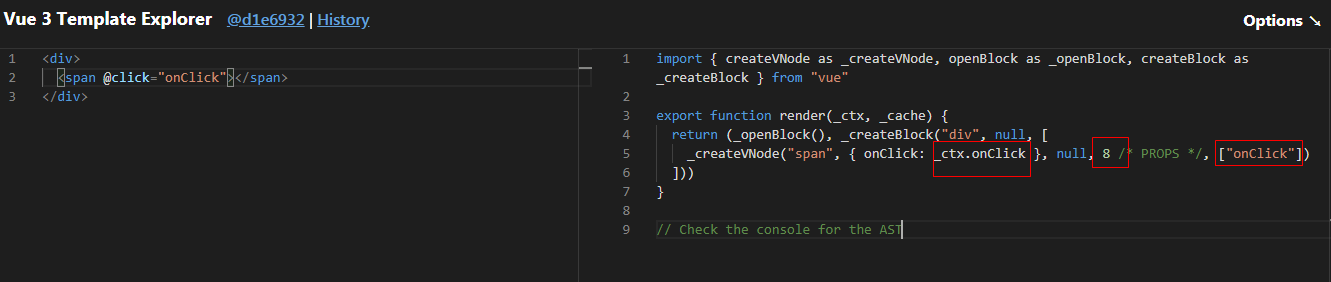 Vue 3 Template Explorer @d1e6932 | History Options ↘
1 <div>
2 <span @click="onClick"></span>
3 </div>
1 import { createVNode as _createVNode, openBlock as _openBlock, createBlock as
_createBlock } from "vue"
2
3 export function render(_ctx, _cache) {
4 return (_openBlock(), _createBlock("div", null, [
5 _createVNode("span", { onClick: _ctx.onClick }, null, 8 /* PROPS */, ["onClick"])
6 ]))
7 }
8
9 // Check the console for the AST